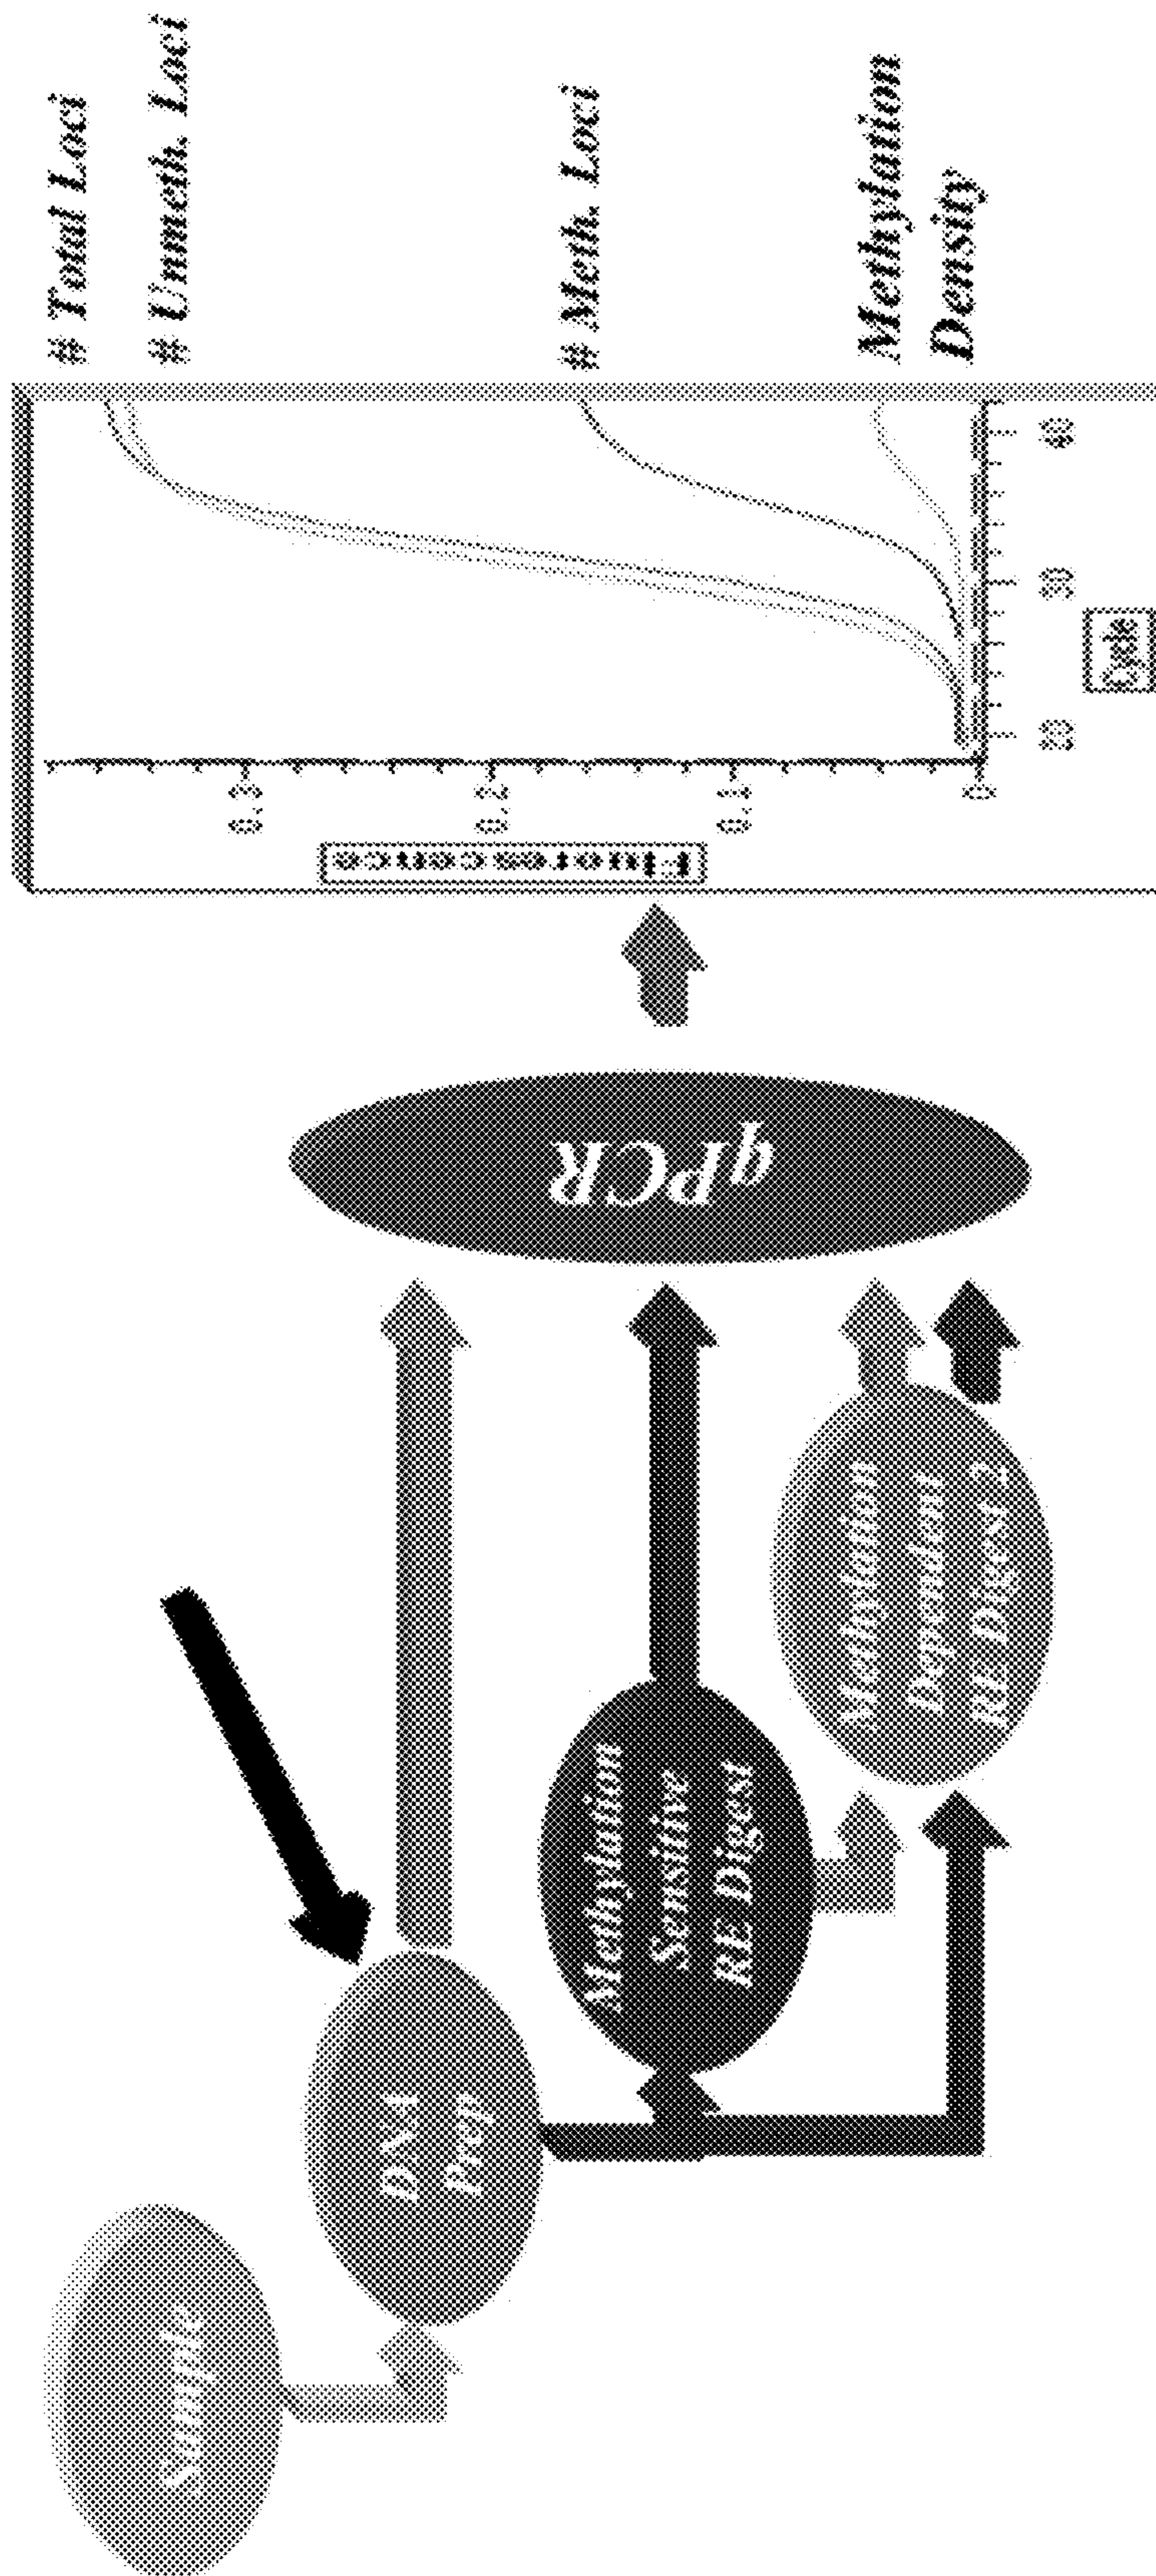 Sample
DNA
Prep
Methylation
Sensitive
RE Digest
Methylation
Dependent
RE Digest 2
qPCR
Fluorescence
0.3
0.2
0.1
0
20
30
40
Cycle
# Total Loci
# Unmeth. Loci
# Meth. Loci
Methylation
Density